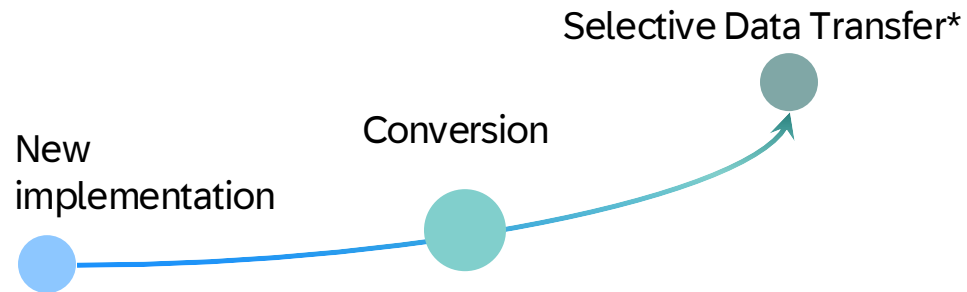 Selective Data Transfer*
Conversion
New
implementation